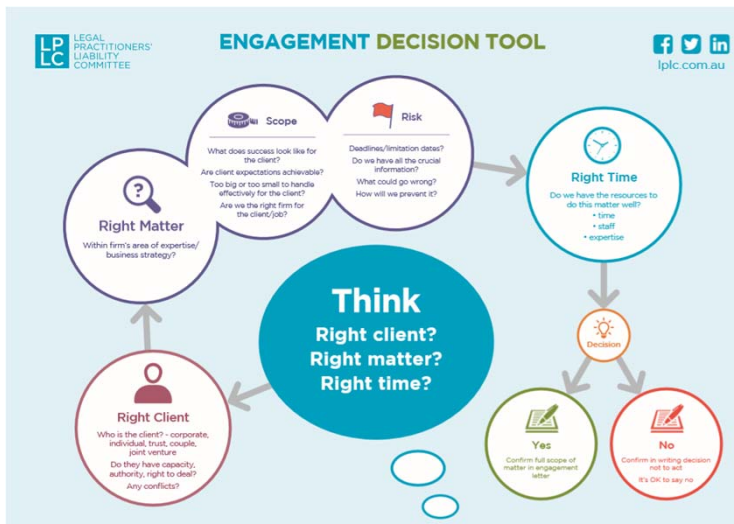 LP
LC
LEGAL
PRACTITIONERS'
LIABILITY
COMMITTEE
ENGAGEMENT DECISION TOOL
lplc.com.au
Scope
What does success look like for
the client?
Are client expectations achievable?
Too big or too small to handle
effectively for the client?
Are we the right firm for
the client/job?
Risk
Deadlines/limitation dates?
Do we have all the crucial
information?
What could go wrong?
How will we prevent it?
Right Time
Do we have the resources to
do this matter well?
• time
• staff
• expertise
Right Matter
Within firm's area of expertise/
business strategy?
Think
Right client?
Right matter?
Right time?
Decision
Right Client
Who is the client? - corporate,
individual, trust, couple,
joint venture
Do they have capacity,
authority, right to deal?
Any conflicts?
Yes
Confirm full scope of
matter in engagement
letter
No
Confirm in writing decision
not to act
It's OK to say no